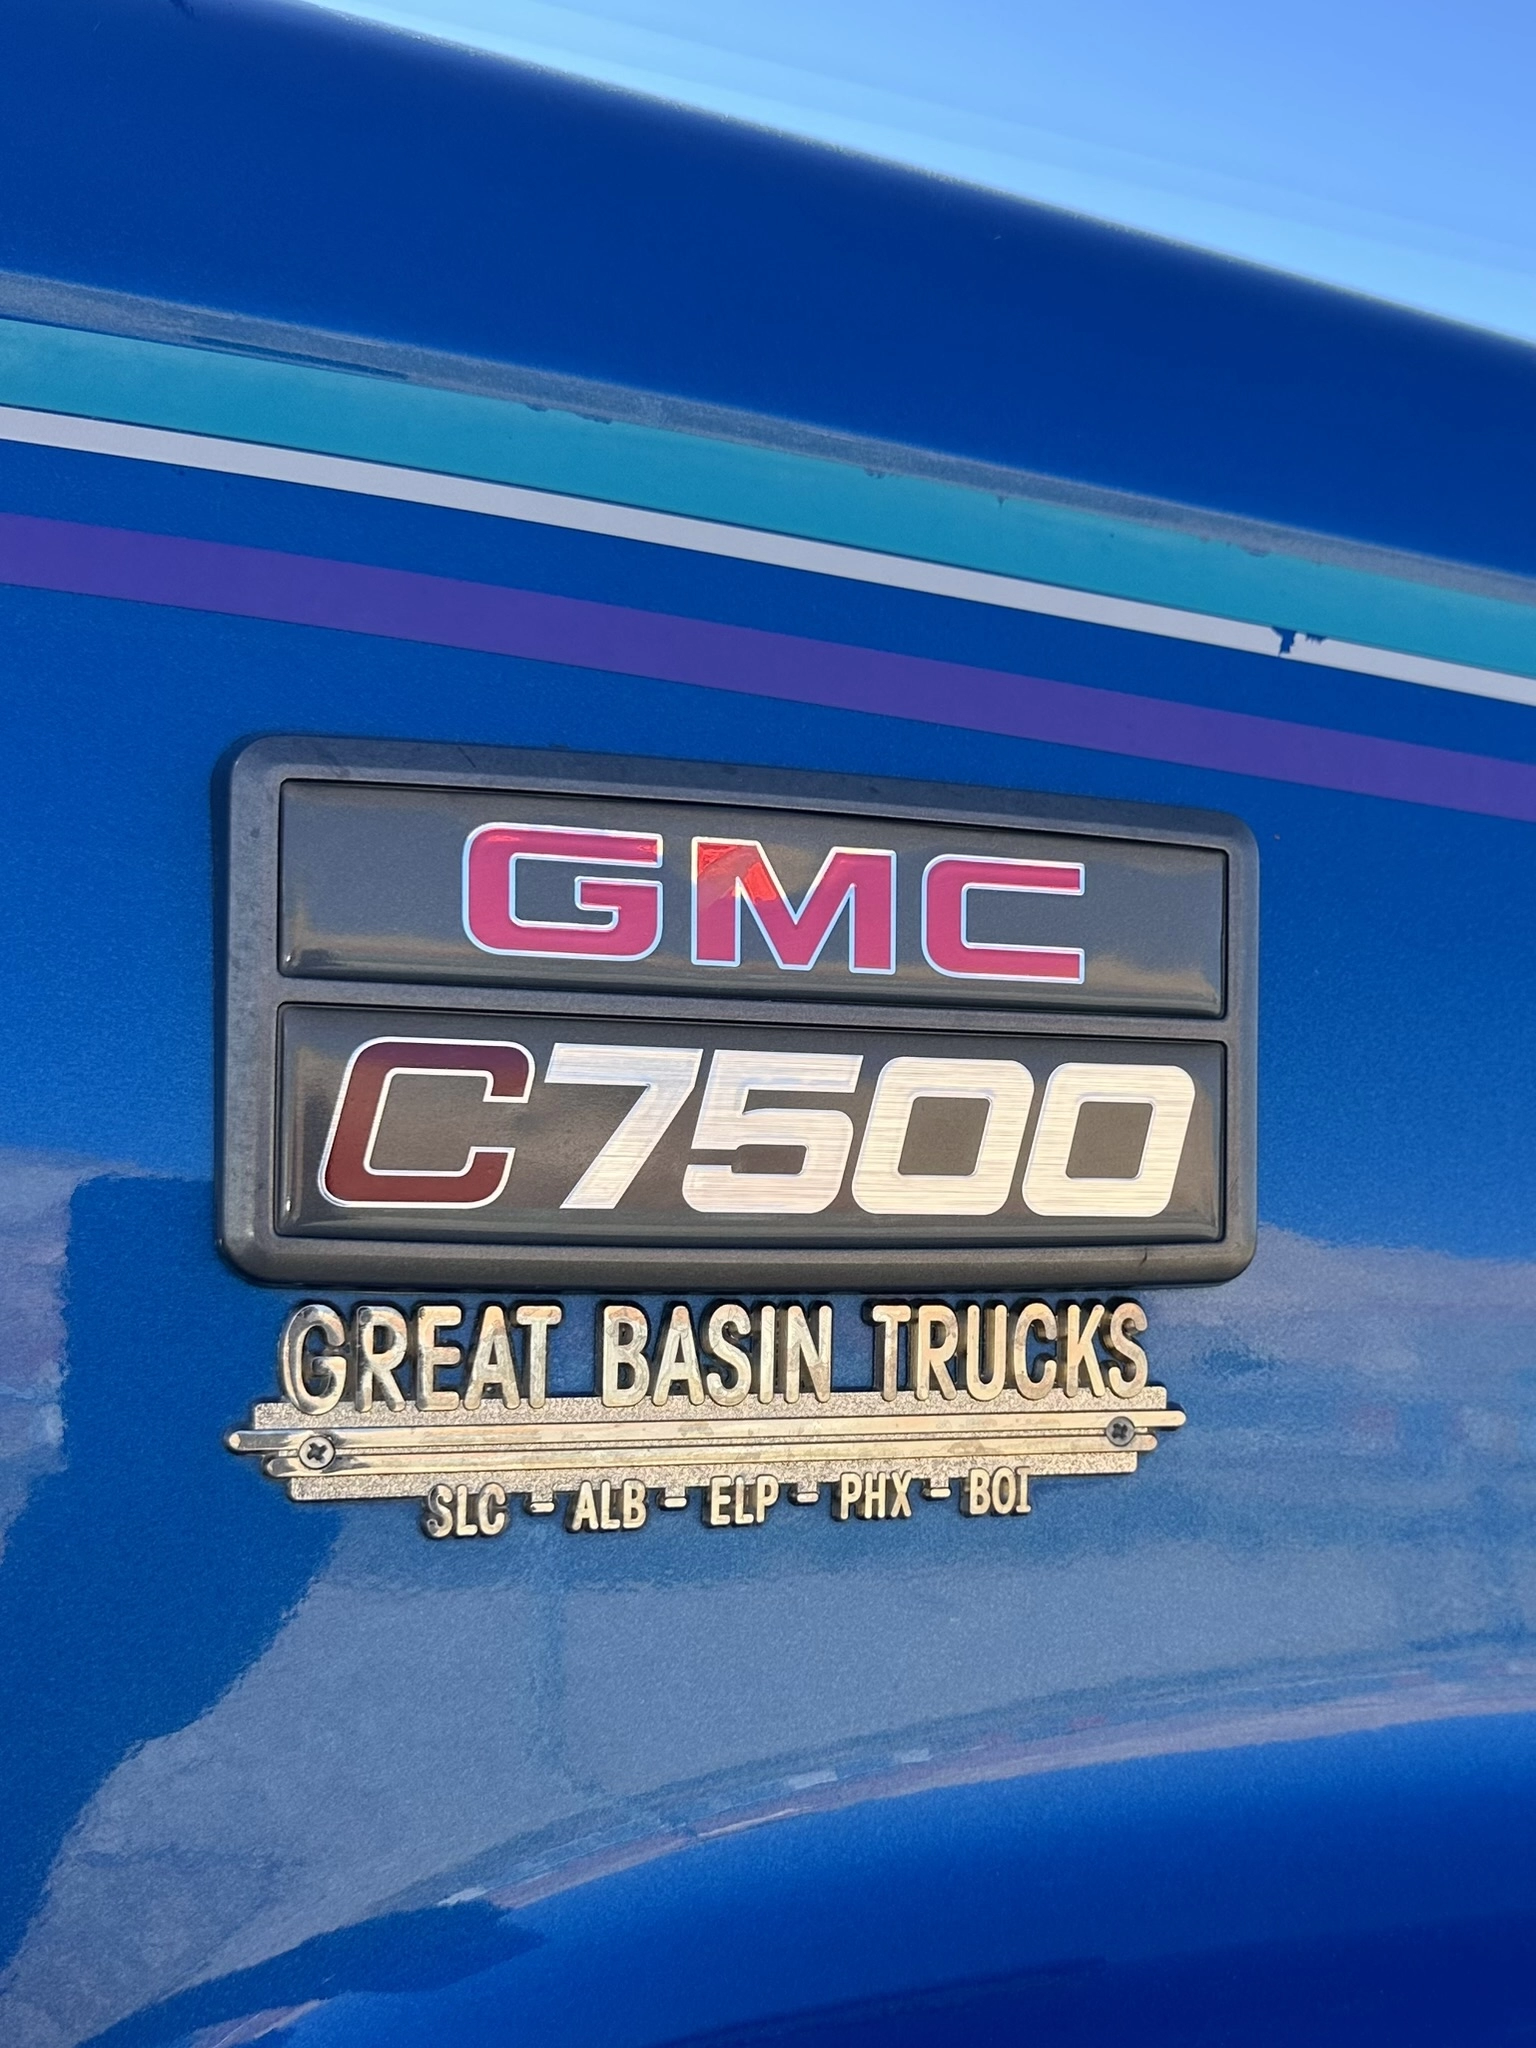 GMC
C7500
GREAT BASIN TRUCKS
SLC - ALB - ELP - PHX - BOI